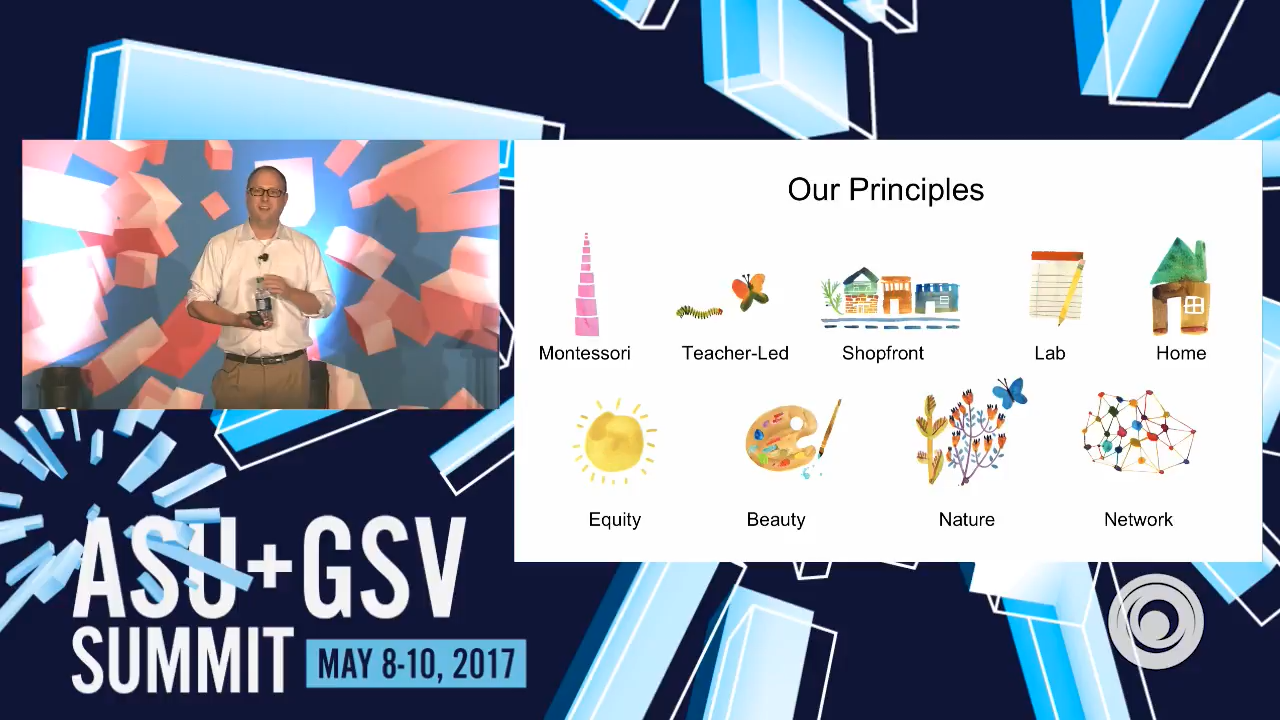 Our Principles
Montessori
Teacher-Led
Shopfront
Lab
Home
Equity
Beauty
Nature
Network
ASU+GSV
SUMMIT
MAY 8-10, 2017